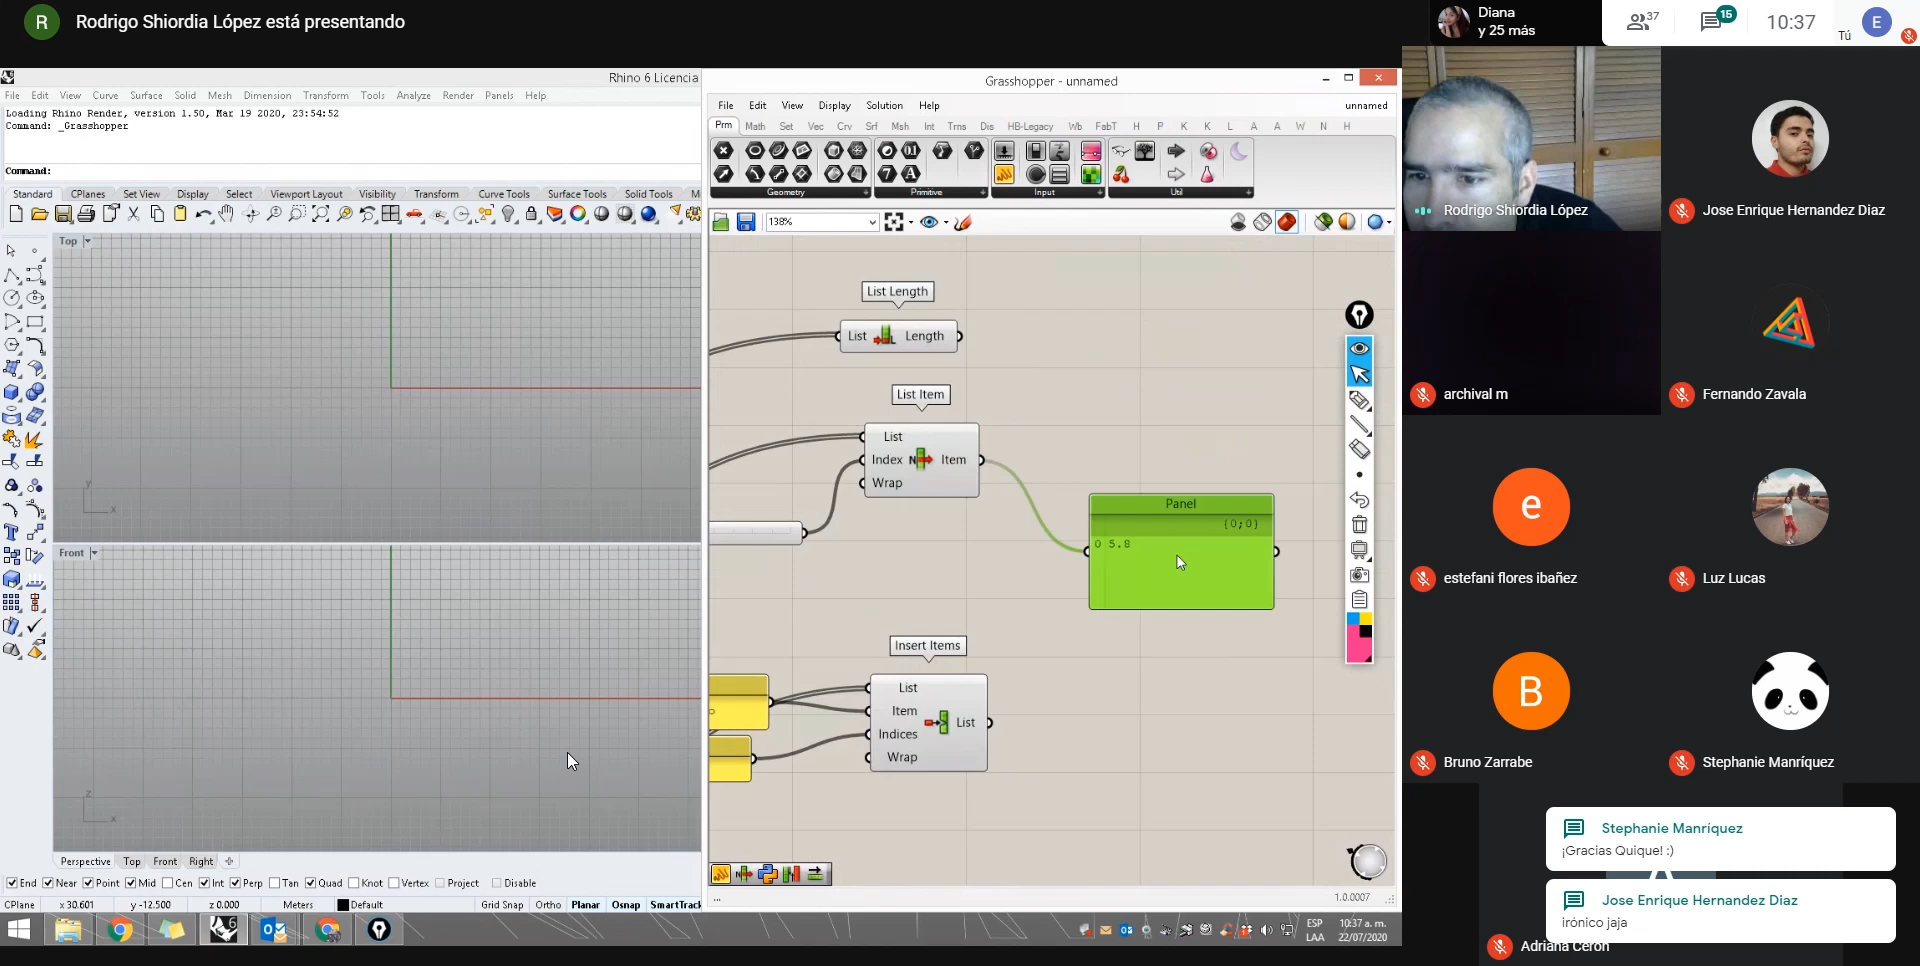 R Rodrigo Shiordia López está presentando
Diana
y 25 más
37
15
10:37
Tú
E
Rhino 6 Licencia
File Edit View Curve Surface Solid Mesh Dimension Transform Tools Analyze Render Panels Help
Loading Rhino Render, version 1.50, Mar 19 2020, 23:54:52
Command: _Grasshopper
Command:
Standard CPlanes Set View Display Select Viewport Layout Visibility Transform Curve Tools Surface Tools Solid Tools M
Top
y
x
Front
z
x
Perspective Top Front Right
End Near Point Mid Cen Int Perp Tan Quad Knot Vertex Project Disable
CPlane x 30.601 y -12.500 z 0.000 Meters Default Grid Snap Ortho Planar Osnap SmartTrack
Grasshopper - unnamed
File Edit View Display Solution Help unnamed
Prm Math Set Vec Crv Srf Msh Int Trns Dis HB-Legacy Wb FabT H P K K L A A W N H
Geometry Primitive Input Util
138%
List Length
List Length
List Item
List
Index Item
Wrap
Panel
{0;0}
0 5.8
Insert Items
List
Item
List
Indices
Wrap
...
1.0.0007
ESP
LAA
10:37 a. m.
22/07/2020
Rodrigo Shiordia López
Jose Enrique Hernandez Diaz
archival m
Fernando Zavala
e
estefani flores ibañez
Luz Lucas
B
Bruno Zarrabe
Stephanie Manríquez
Stephanie Manríquez
¡Gracias Quique! :)
Jose Enrique Hernandez Diaz
irónico jaja
Adriana Ceron